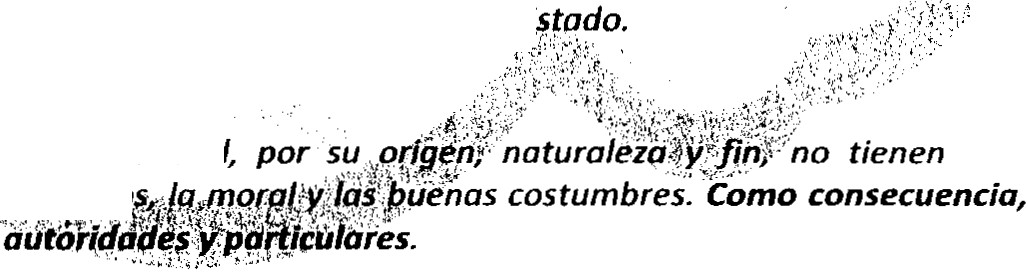 stado.
l, por su origen, naturaleza y fin, no tienen
s, la moral y las buenas costumbres. Como consecuencia,
autoridades y particulares.